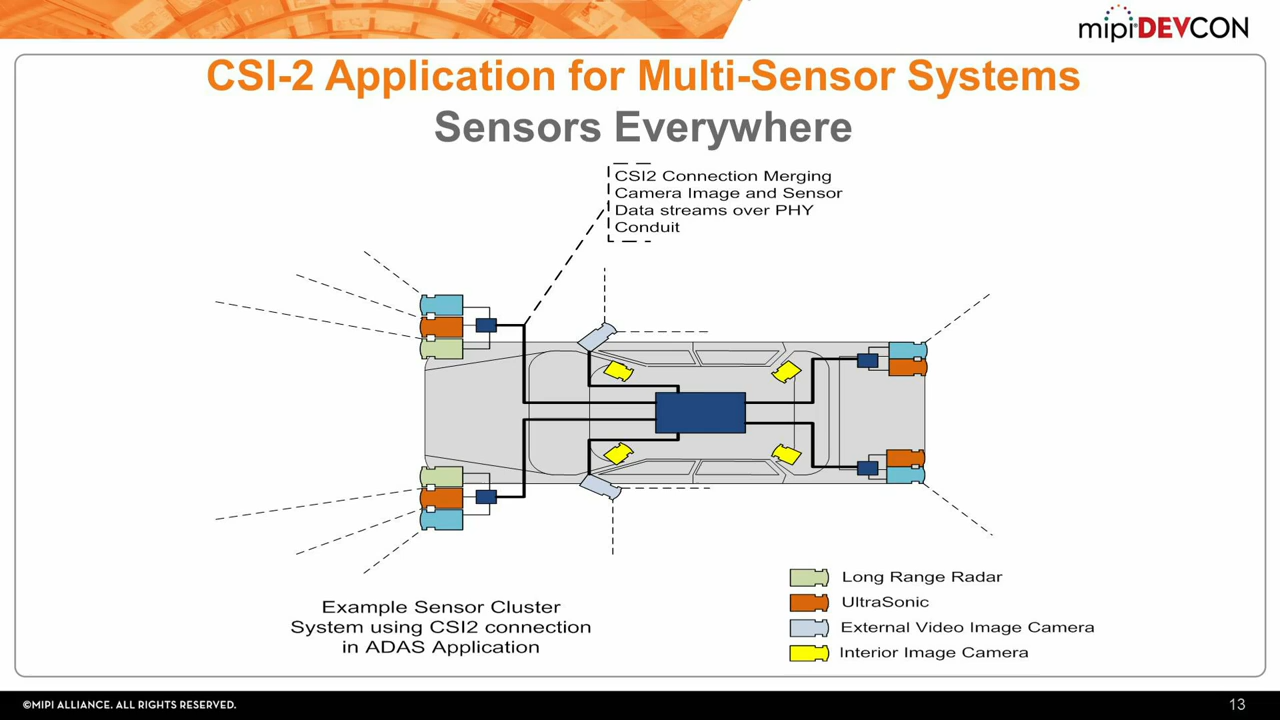 mipi DEVCON
CSI-2 Application for Multi-Sensor Systems
Sensors Everywhere
CSI2 Connection Merging
Camera Image and Sensor
Data streams over PHY
Conduit
Example Sensor Cluster
System using CSI2 connection
in ADAS Application
Long Range Radar
UltraSonic
External Video Image Camera
Interior Image Camera
©MIPI ALLIANCE. ALL RIGHTS RESERVED.
13